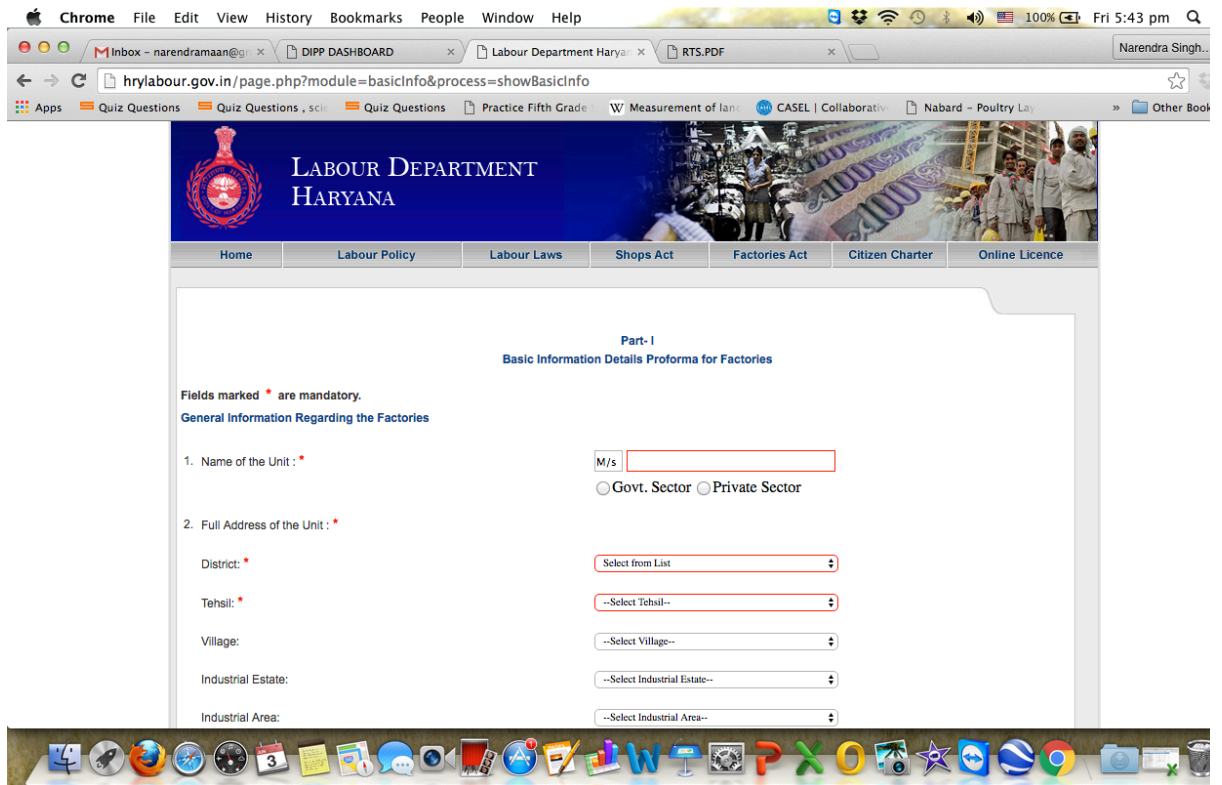 Chrome File Edit View History Bookmarks People Window Help 100% Fri 5:43 pm
Inbox – narendramaan@g DIPP DASHBOARD Labour Department Haryan RTS.PDF Narendra Singh..
hrylabour.gov.in/page.php?module=basicInfo&process=showBasicInfo
Apps Quiz Questions Quiz Questions , sci Quiz Questions Practice Fifth Grade Measurement of lan CASEL | Collaborativ Nabard – Poultry Lay » Other Book
LABOUR DEPARTMENT
HARYANA
Home Labour Policy Labour Laws Shops Act Factories Act Citizen Charter Online Licence
Part- I
Basic Information Details Proforma for Factories
Fields marked * are mandatory.
General Information Regarding the Factories
1. Name of the Unit : * M/s
Govt. Sector Private Sector
2. Full Address of the Unit : *
District: * Select from List
Tehsil: * --Select Tehsil--
Village: --Select Village--
Industrial Estate: --Select Industrial Estate--
Industrial Area: --Select Industrial Area--
3